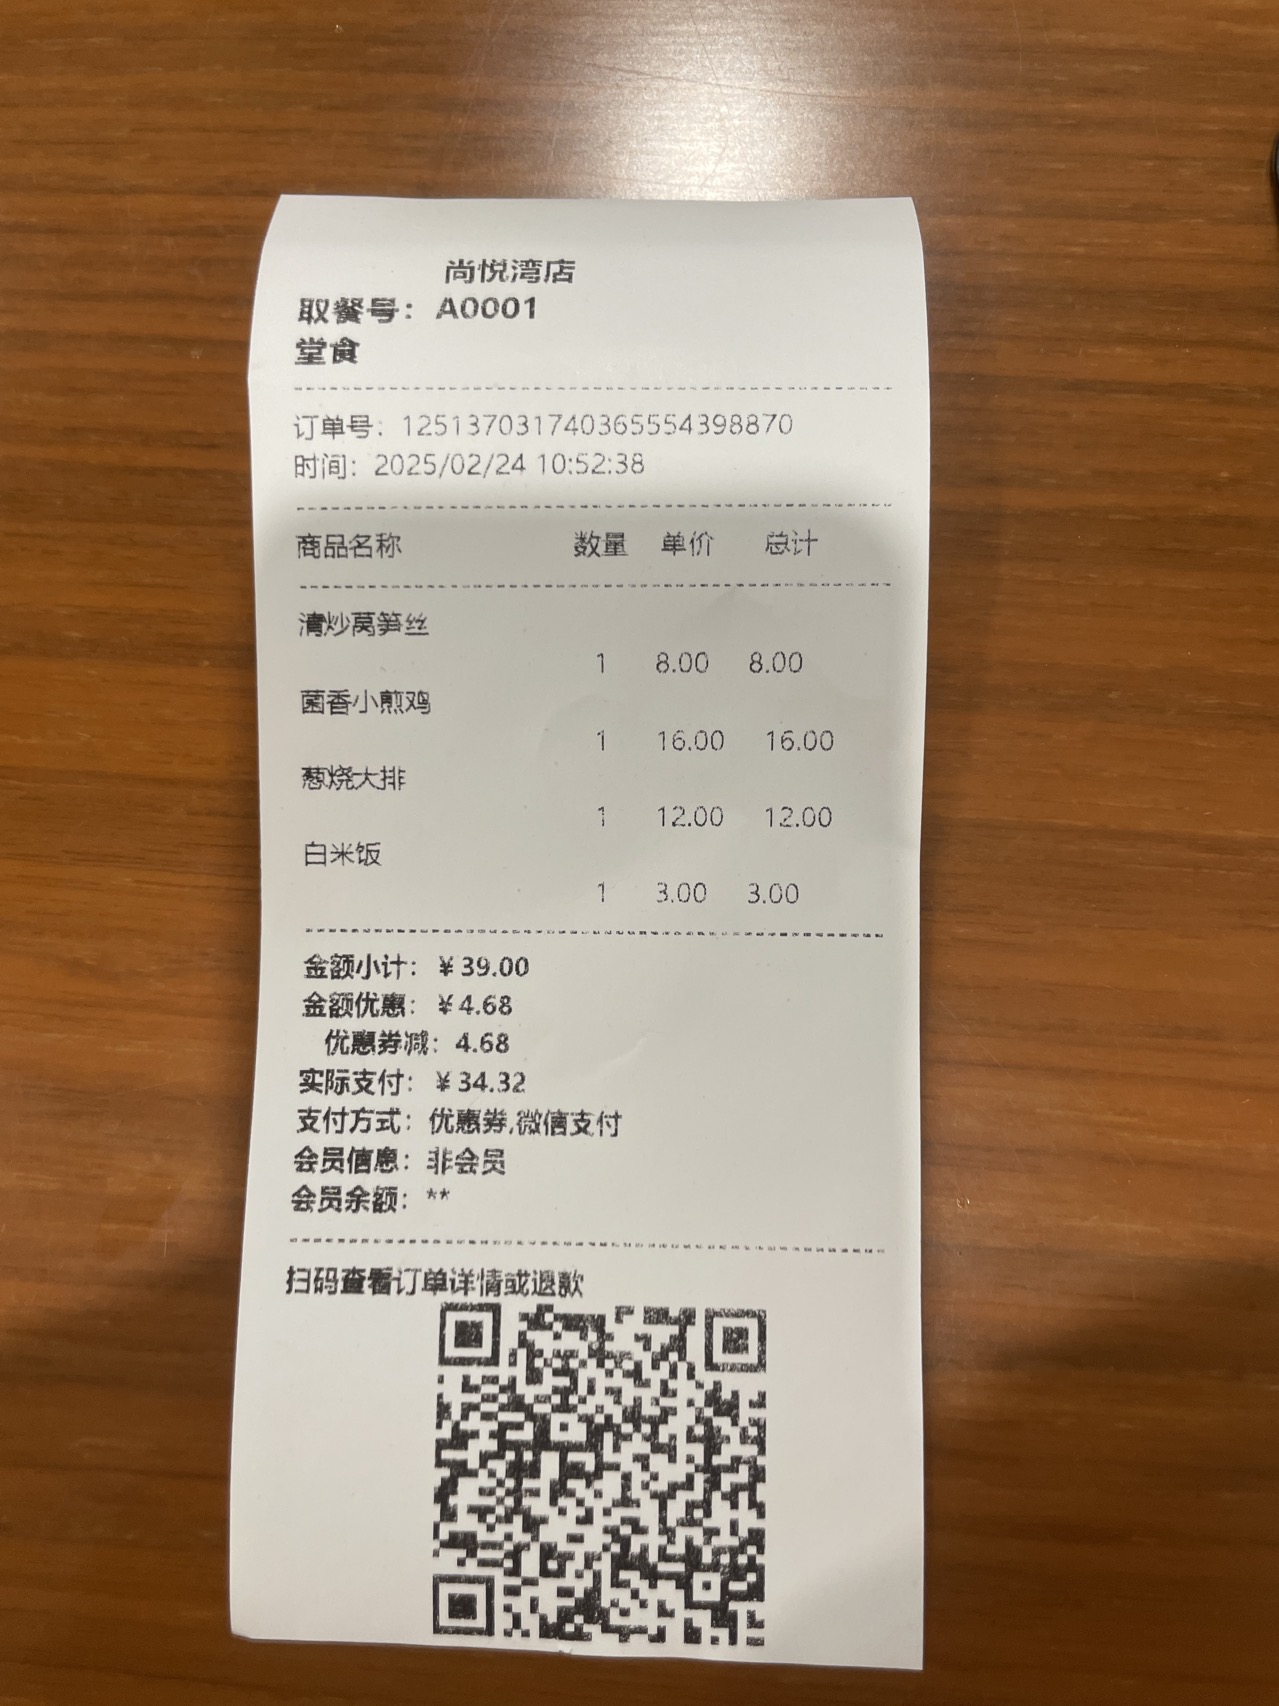 尚悦湾店
取餐号：A0001
堂食
订单号：125137031740365554398870
时间：2025/02/24 10:52:38
商品名称 数量 单价 总计
清炒莴笋丝
1 8.00 8.00
菌香小煎鸡
1 16.00 16.00
葱烧大排
1 12.00 12.00
白米饭
1 3.00 3.00
金额小计：¥39.00
金额优惠：¥4.68
优惠券减：4.68
实际支付：¥34.32
支付方式：优惠券,微信支付
会员信息：非会员
会员余额：**
扫码查看订单详情或退款